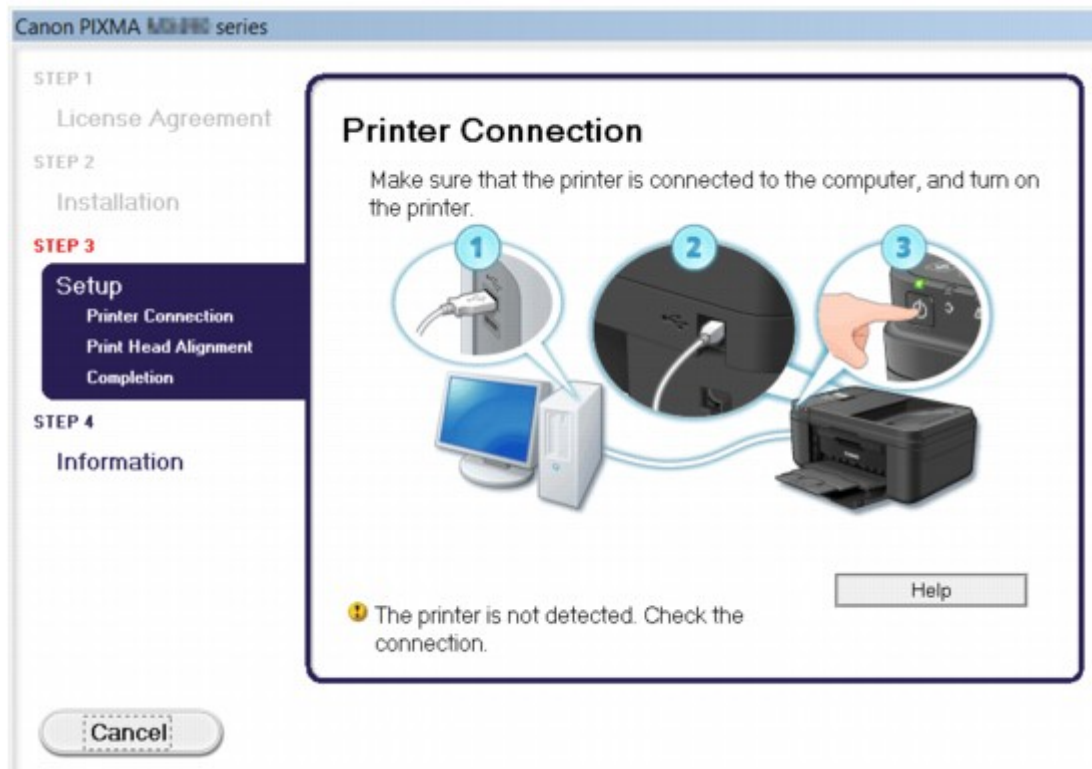 Canon PIXMA series
STEP 1
License Agreement
STEP 2
Installation
STEP 3
Setup
Printer Connection
Print Head Alignment
Completion
STEP 4
Information
Printer Connection
Make sure that the printer is connected to the computer, and turn on
the printer.
1
2
3
Help
The printer is not detected. Check the
connection.
Cancel